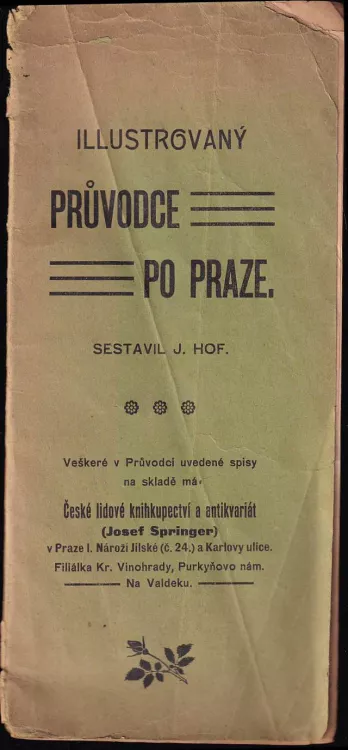 ILLUSTROVANÝ
PRŮVODCE
PO PRAZE.
SESTAVIL J. HOF.
Veškeré v Průvodci uvedené spisy
na skladě má
České lidové knihkupectví a antikvariát
(Josef Springer)
v Praze I. Nároží Jilské (č. 24.) a Karlovy ulice.
Filiálka Kr. Vinohrady, Purkyňovo nám.
Na Valdeku.